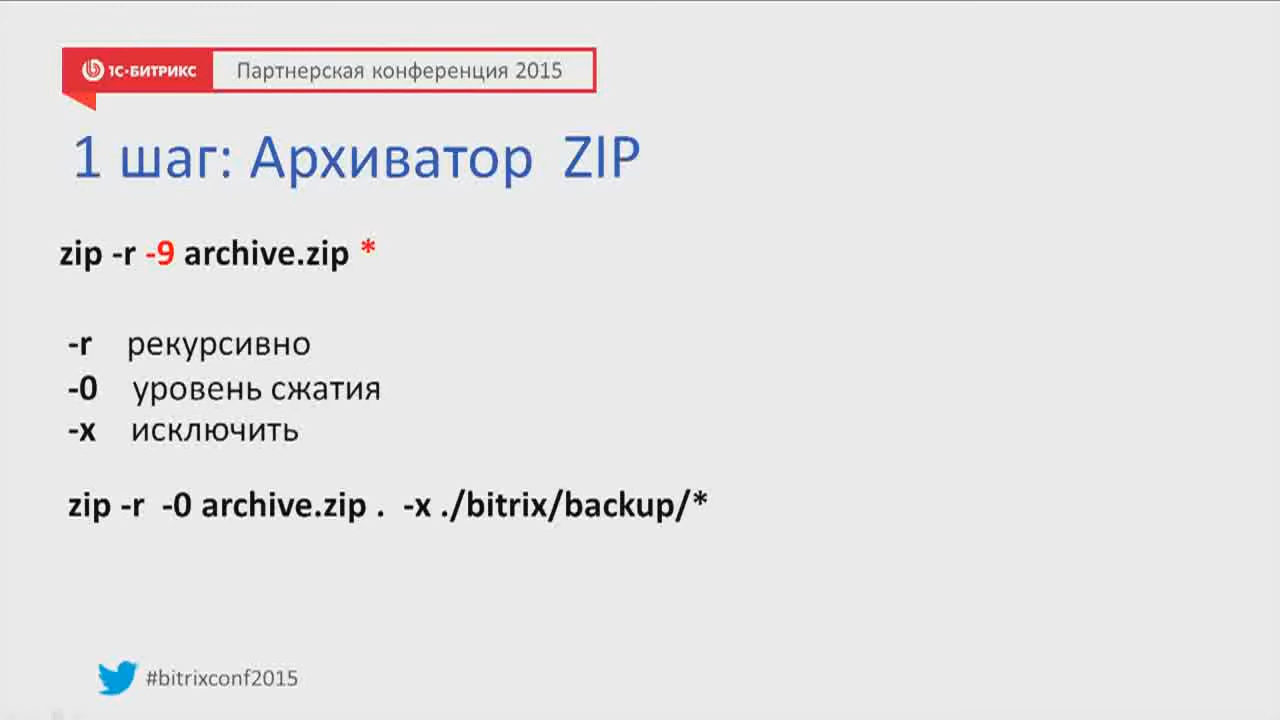 1С-БИТРИКС Партнерская конференция 2015
1 шаг: Архиватор ZIP
zip -r -9 archive.zip *
-r рекурсивно
-0 уровень сжатия
-x исключить
zip -r -0 archive.zip . -x ./bitrix/backup/*
#bitrixconf2015